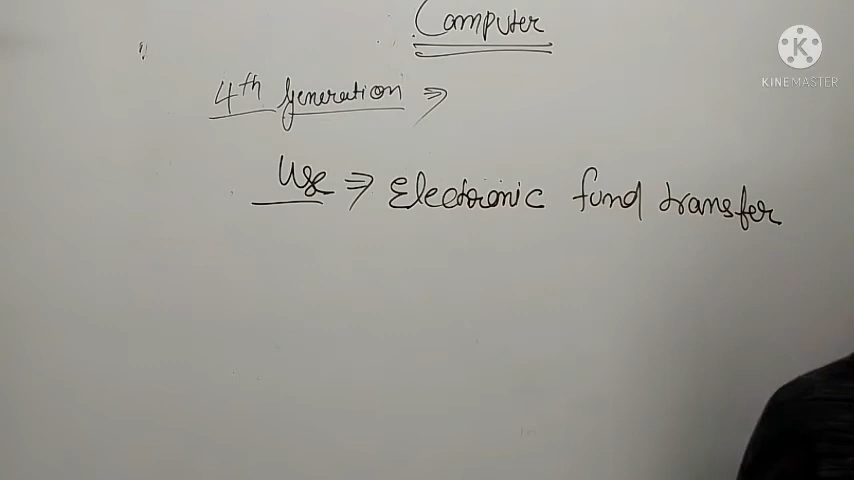 Computer
KINEMASTER
4th Generation ⇒
Use ⇒ Electronic fund transfer